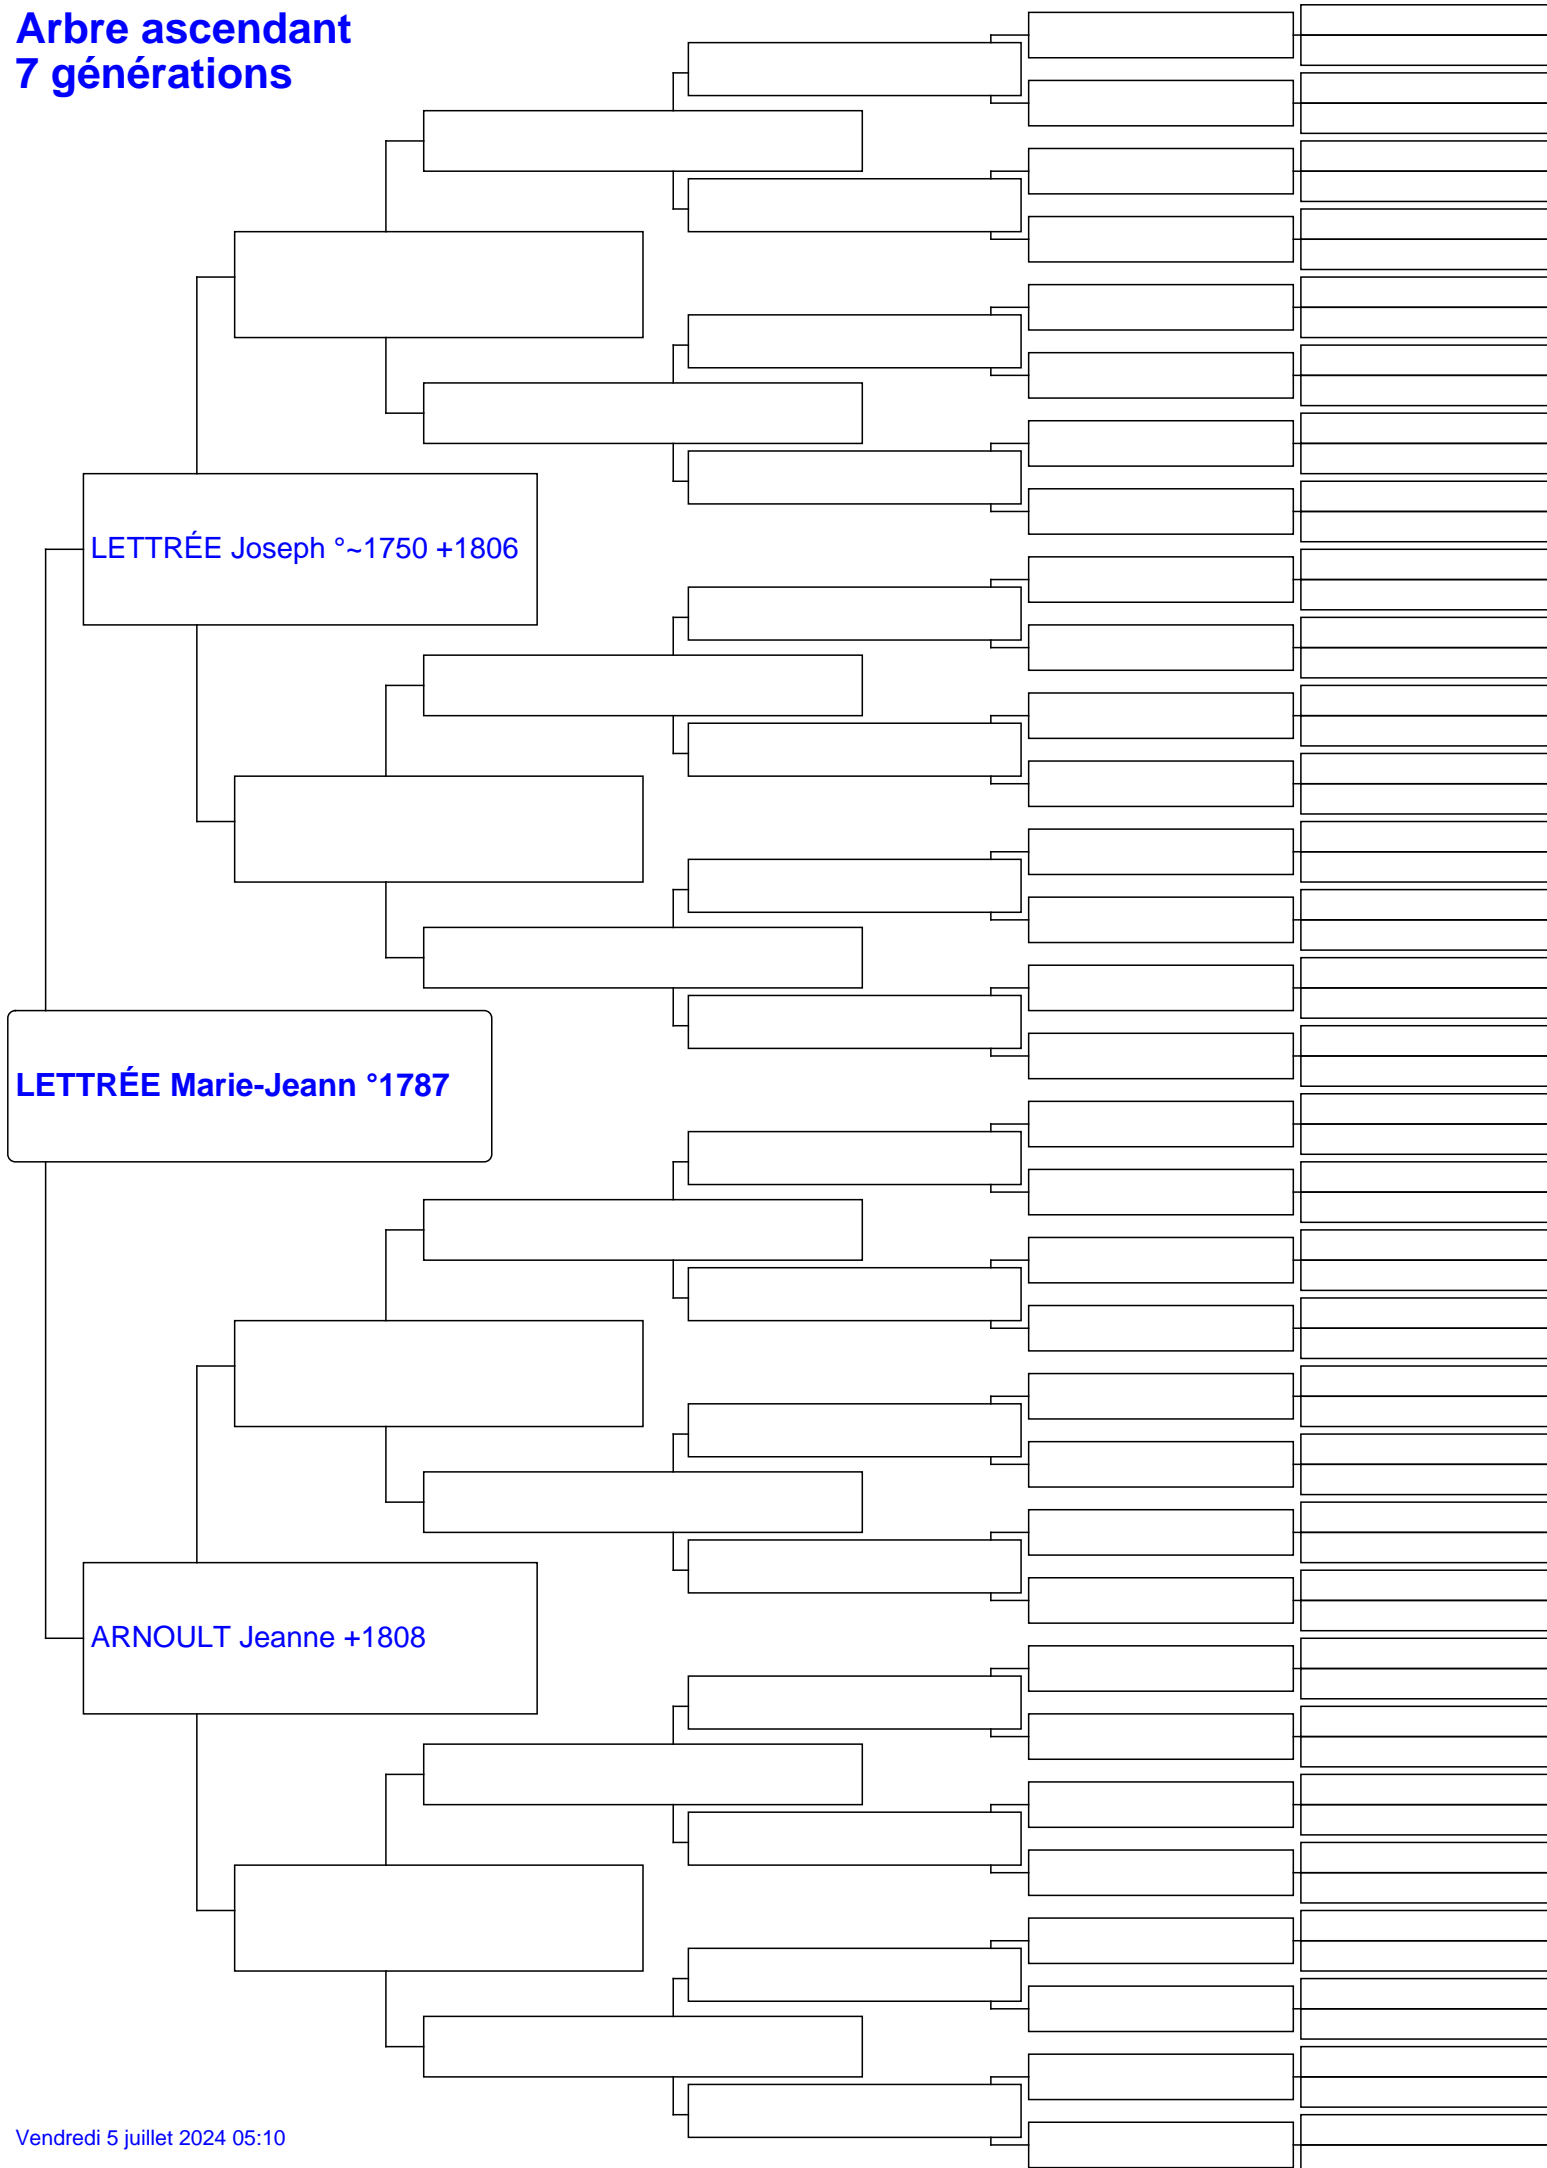 Arbre ascendant
7 générations
LETTRÉE Joseph °~1750 +1806
LETTRÉE Marie-Jeann °1787
ARNOULT Jeanne +1808
Vendredi 5 juillet 2024 05:10